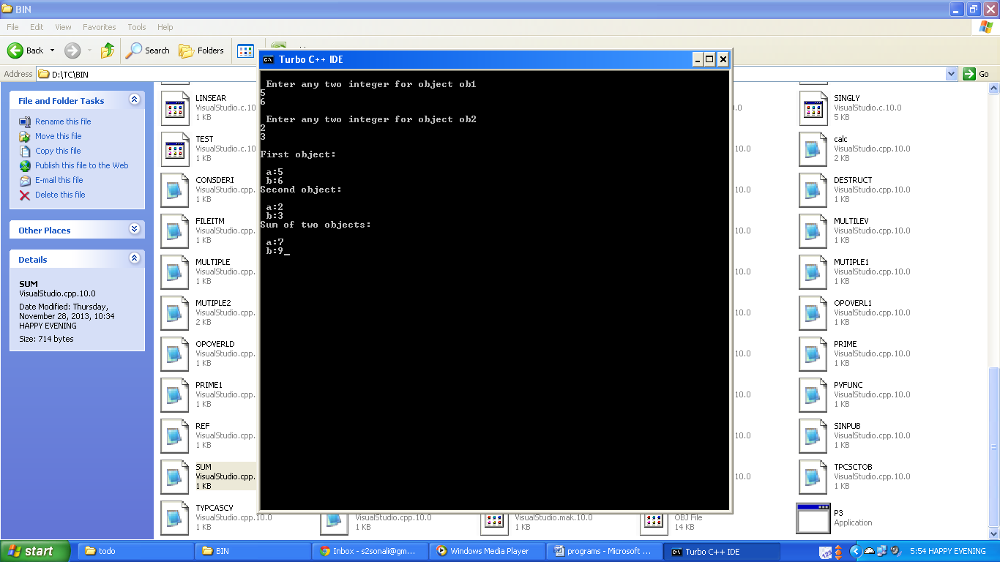 BIN
File Edit View Favorites Tools Help
Back Search Folders
Address D:\TC\BIN Go
File and Folder Tasks
Rename this file
Move this file
Copy this file
Publish this file to the Web
E-mail this file
Delete this file
Other Places
Details
SUM
VisualStudio.cpp.10.0
Date Modified: Thursday,
November 28, 2013, 10:34
HAPPY EVENING
Size: 714 bytes
LINSEAR
VisualStudio.c.10.0
1 KB
TEST
VisualStudio.c.10
1 KB
CONSDERI
VisualStudio.cpp.
1 KB
FILEITM
VisualStudio.cpp.
1 KB
MULTIPLE
VisualStudio.cpp.
1 KB
MUTIPLE2
VisualStudio.cpp.
2 KB
OPOVERLD
VisualStudio.cpp.
1 KB
PRIME1
VisualStudio.cpp.
1 KB
REF
VisualStudio.cpp.
1 KB
SUM
VisualStudio.cpp.
1 KB
TYPCASCV
VisualStudio.cpp.10.0
1 KB
VisualStudio.cpp.10.0
1 KB
VisualStudio.mak.10.0
1 KB
OBJ File
14 KB
Turbo C++ IDE
Enter any two integer for object ob1
5
6
Enter any two integer for object ob2
2
3
First object:
a:5
b:6
Second object:
a:2
b:3
Sum of two objects:
a:7
b:9_
.0
10.0
10.0
10.0
10.0
10.0
10.0
10.0
10.0
10.0
SINGLY
VisualStudio.c.10.0
5 KB
calc
VisualStudio.cpp.10.0
2 KB
DESTRUCT
VisualStudio.cpp.10.0
1 KB
MULTILEV
VisualStudio.cpp.10.0
1 KB
MUTIPLE1
VisualStudio.cpp.10.0
1 KB
OPOVERL1
VisualStudio.cpp.10.0
1 KB
PRIME
VisualStudio.cpp.10.0
1 KB
PVFUNC
VisualStudio.cpp.10.0
1 KB
SINPUB
VisualStudio.cpp.10.0
1 KB
TPCSCTOB
VisualStudio.cpp.10.0
1 KB
P3
Application
start todo BIN Inbox - s2sonali@gm... Windows Media Player programs - Microsoft ... Turbo C++ IDE 5:54 HAPPY EVENING